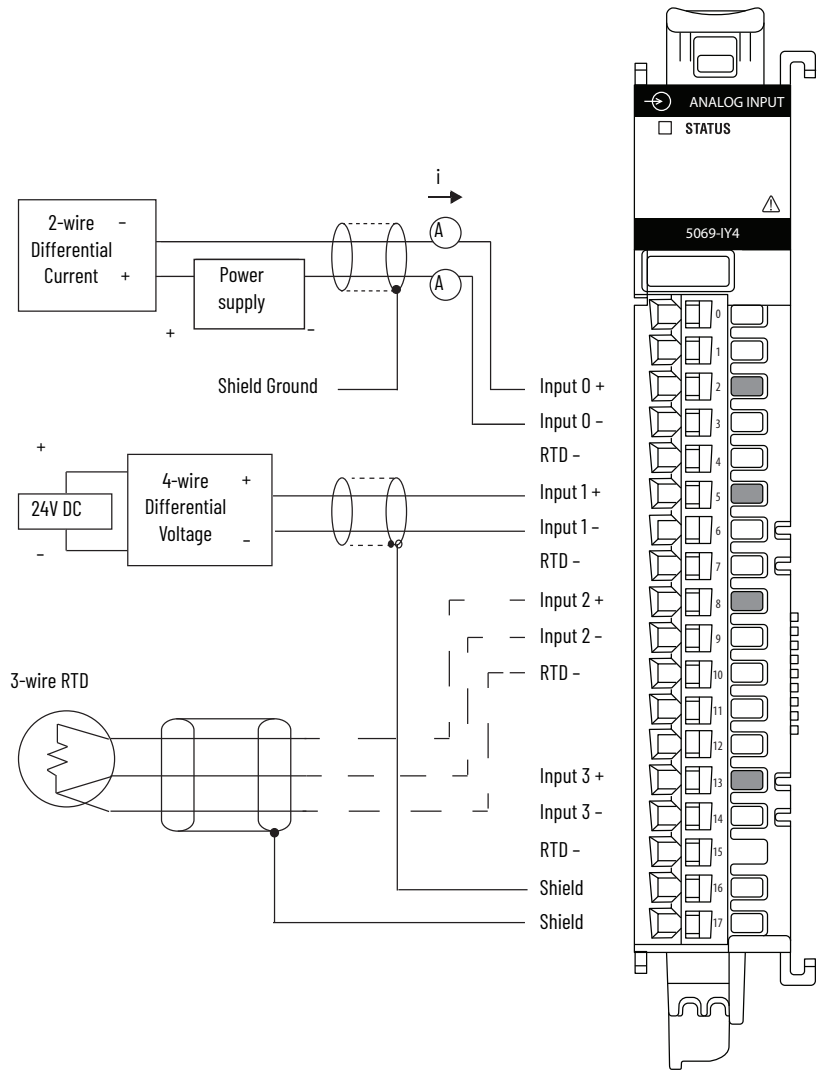 ANALOG INPUT
STATUS
5069-IY4
i
2-wire –
Differential
Current +
A
A
Power
supply
+
–
Shield Ground
Input 0 +
Input 0 –
RTD –
+
24V DC
–
4-wire +
Differential
Voltage –
Input 1 +
Input 1 –
RTD –
Input 2 +
Input 2 –
RTD –
3-wire RTD
Input 3 +
Input 3 –
RTD –
Shield
Shield
0
1
2
3
4
5
6
7
8
9
10
11
12
13
14
15
16
17